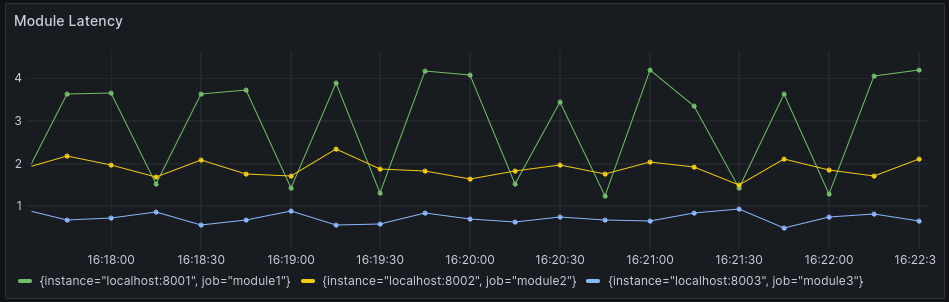 Module Latency
4
3
2
1
16:18:00 16:18:30 16:19:00 16:19:30 16:20:00 16:20:30 16:21:00 16:21:30 16:22:00 16:22:3
{instance="localhost:8001", job="module1"} {instance="localhost:8002", job="module2"} {instance="localhost:8003", job="module3"}